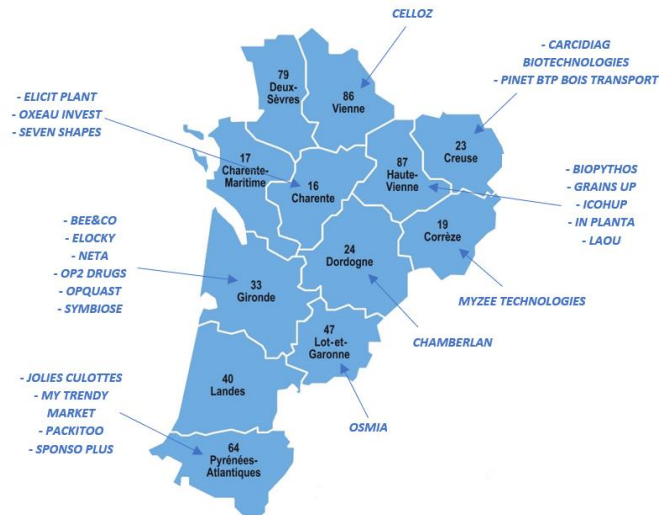 CELLOZ
- CARCIDIAG
BIOTECHNOLOGIES
- PINET BTP BOIS TRANSPORT
- ELICIT PLANT
- OXEAU INVEST
- SEVEN SHAPES
79
Deux-
Sèvres
86
Vienne
23
Creuse
17
Charente-
Maritime
16
Charente
87
Haute-
Vienne
- BIOPYTHOS
- GRAINS UP
- ICOHUP
- IN PLANTA
- LAOU
19
Corrèze
- BEE&CO
- ELOCKY
- NETA
- OP2 DRUGS
- OPQUAST
- SYMBIOSE
33
Gironde
24
Dordogne
MYZEE TECHNOLOGIES
CHAMBERLAN
47
Lot-et-
Garonne
OSMIA
40
Landes
- JOLIES CULOTTES
- MY TRENDY
MARKET
- PACKITOO
- SPONSO PLUS
64
Pyrénées-
Atlantiques